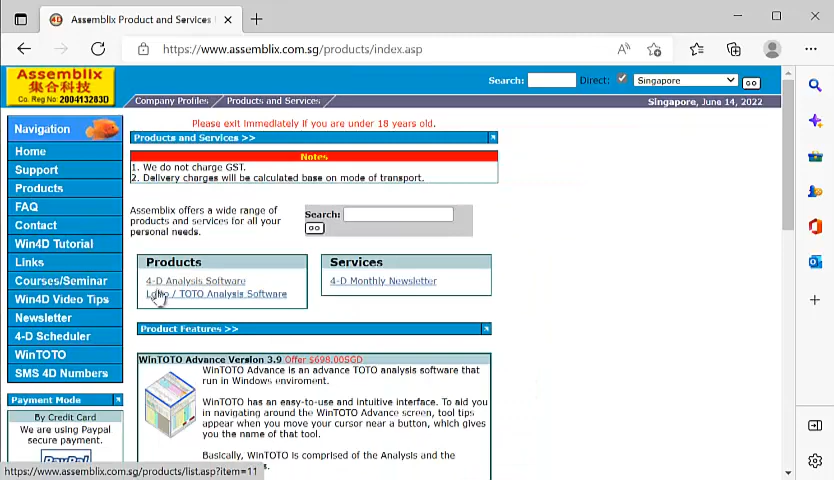 Assemblix Product and Services
https://www.assemblix.com.sg/products/index.asp
Assemblix
集合科技
Co. Reg No 200413283D
Search:
Direct:
Singapore
GO
Company Profiles
Products and Services
Singapore, June 14, 2022
Navigation
Home
Support
Products
FAQ
Contact
Win4D Tutorial
Links
Courses/Seminar
Win4D Video Tips
Newsletter
4-D Scheduler
WinTOTO
SMS 4D Numbers
Payment Mode
By Credit Card
We are using Paypal
secure payment.
PayPal
Please exit immediately if you are under 18 years old.
Products and Services >>
Notes
1. We do not charge GST.
2. Delivery charges will be calculated base on mode of transport.
Assemblix offers a wide range of
products and services for all your
personal needs.
Search:
GO
Products
4-D Analysis Software
/ TOTO Analysis Software
Services
4-D Monthly Newsletter
Product Features >>
WinTOTO Advance Version 3.9 Offer $698.00SGD
WinTOTO Advance is an advance TOTO analysis software that
run in Windows enviroment.
WinTOTO has an easy-to-use and intuitive interface. To aid you
in navigating around the WinTOTO Advance screen, tool tips
appear when you move your cursor near a button, which gives
you the name of that tool.
Basically, WinTOTO is comprised of the Analysis and the
https://www.assemblix.com.sg/products/list.asp?item=11